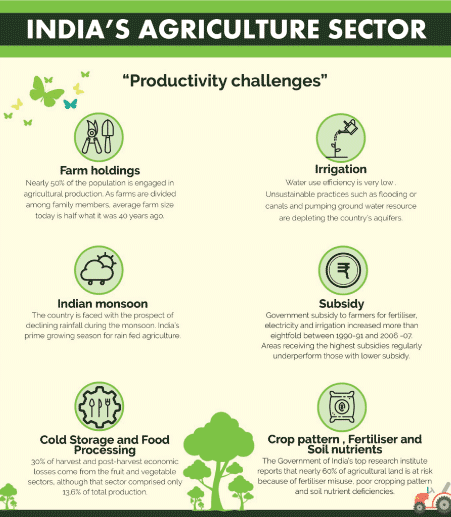 INDIA'S AGRICULTURE SECTOR
“Productivity challenges”
Farm holdings
Nearly 50% of the population is engaged in
agricultural production. As farms are divided
among family members, average farm size
today is half what it was 40 years ago.
Irrigation
Water use efficiency is very low .
Unsustainable practices such as flooding or
canals and pumping ground water resource
are depleting the country's aquifers.
Indian monsoon
The country is faced with the prospect of
declining rainfall during the monsoon, India's
prime growing season for rain fed agriculture.
Subsidy
Government subsidy to farmers for fertiliser,
electricity and irrigation increased more than
eightfold between 1990-91 and 2006 -07.
Areas receiving the highest subsidies regularly
underperform those with lower subsidy.
Cold Storage and Food
Processing
30% of harvest and post-harvest economic
losses come from the fruit and vegetable
sectors, although that sector comprised only
13.6% of total production.
Crop pattern , Fertiliser and
Soil nutrients
The Government of India's top research institute
reports that nearly 60% of agricultural land is at risk
because of fertiliser misuse, poor cropping pattern
and soil nutrient deficiencies.